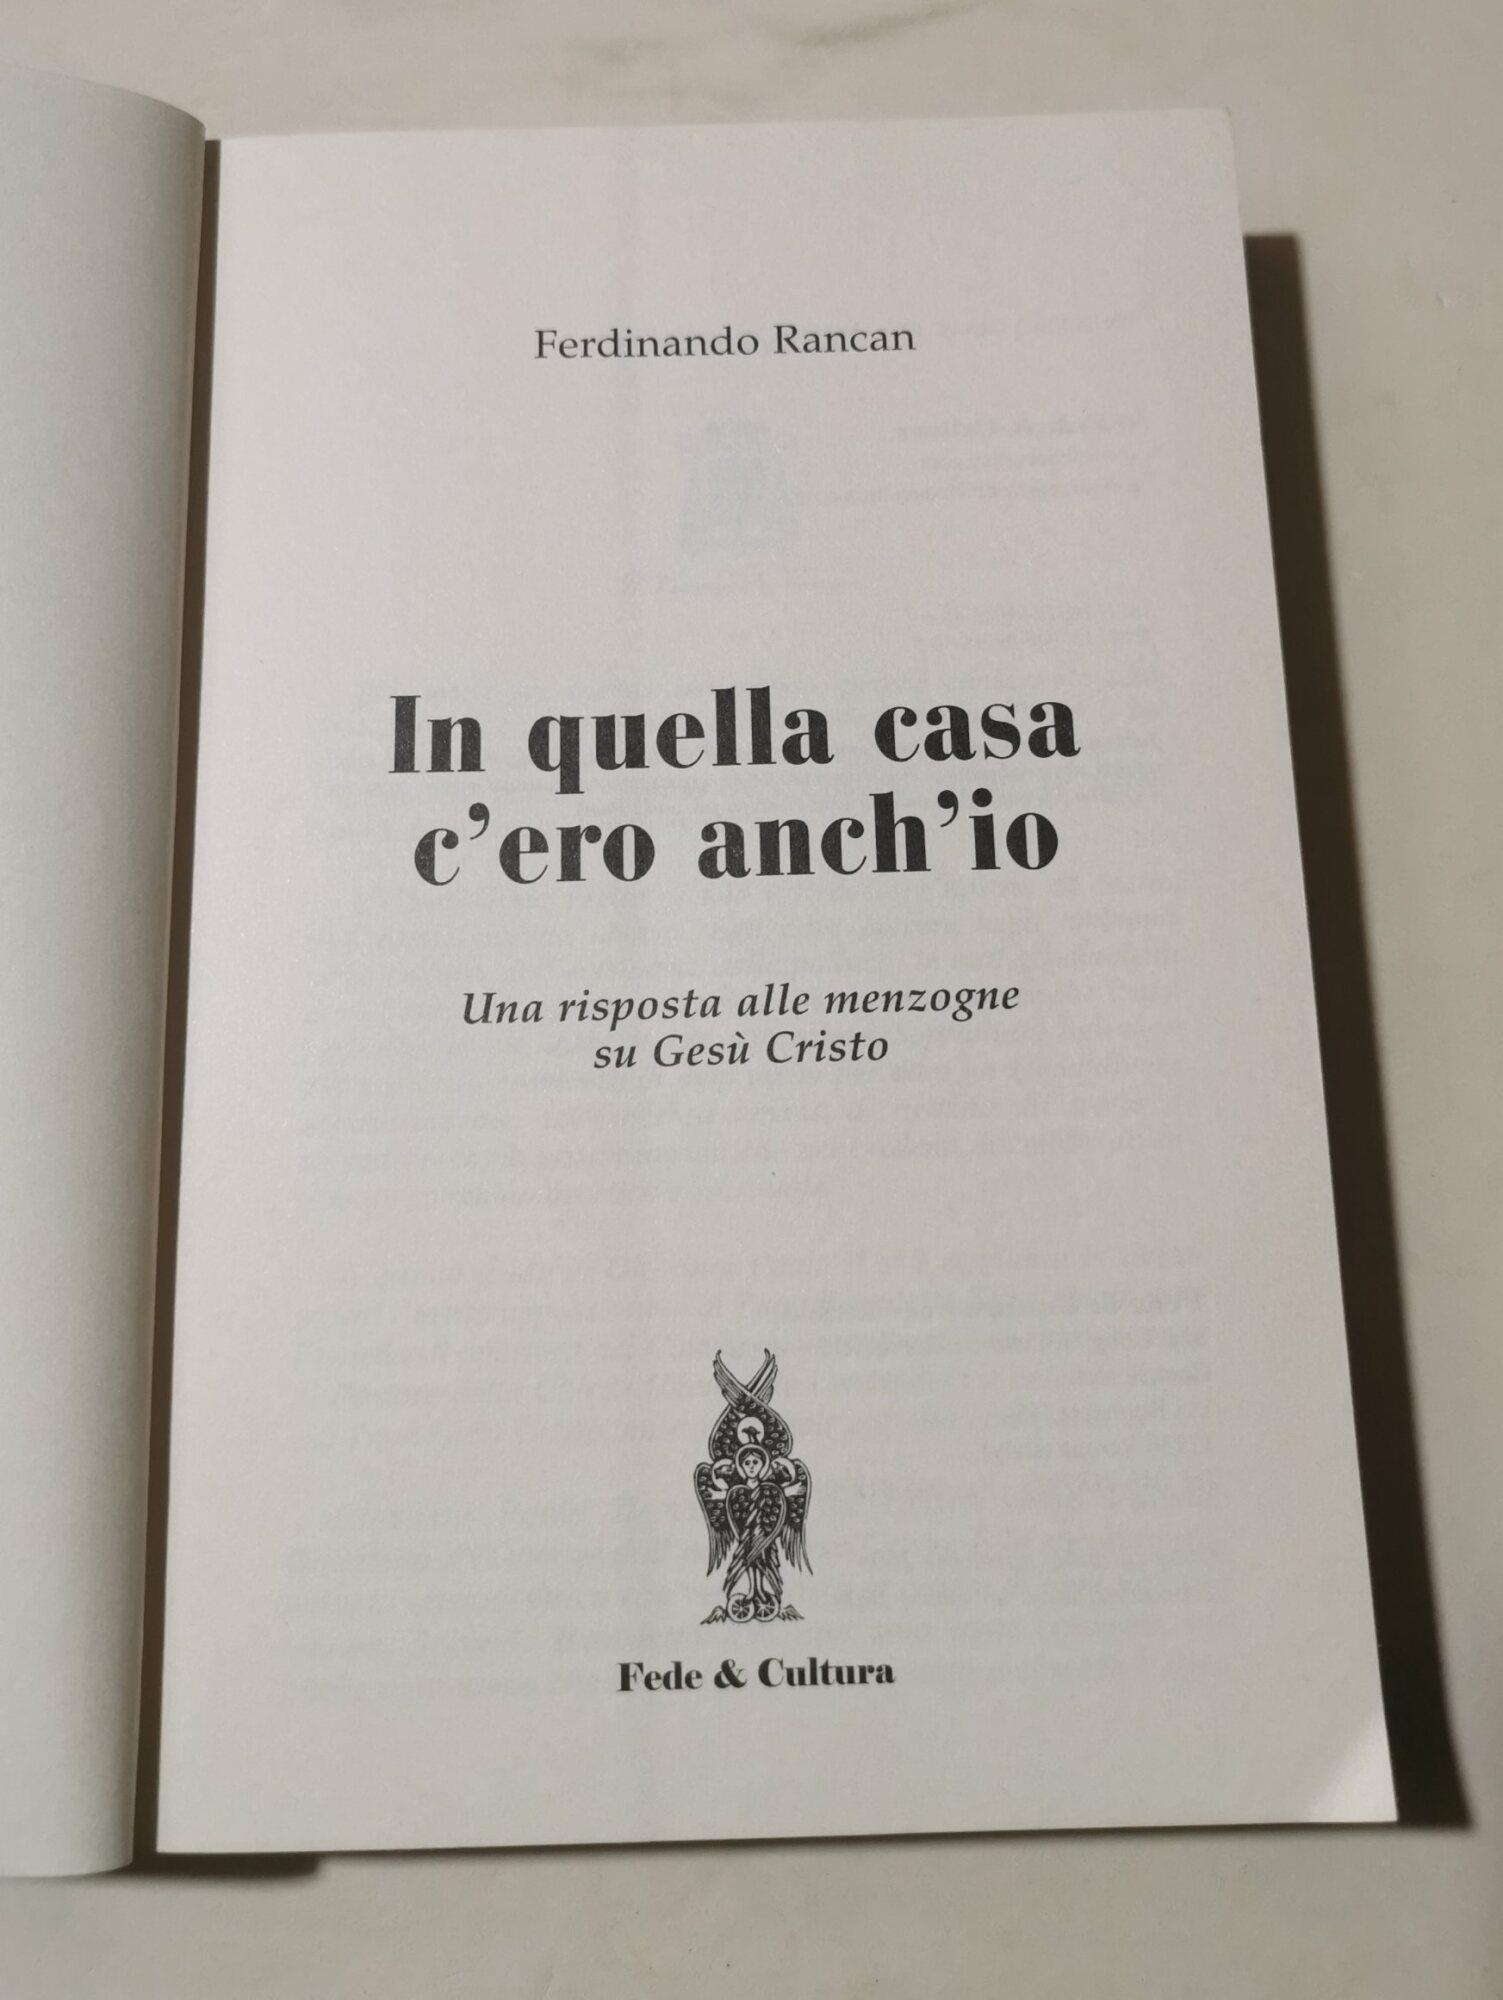 Ferdinando Rancan
In quella casa
c'ero anch'io
Una risposta alle menzogne
su Gesù Cristo
Fede & Cultura